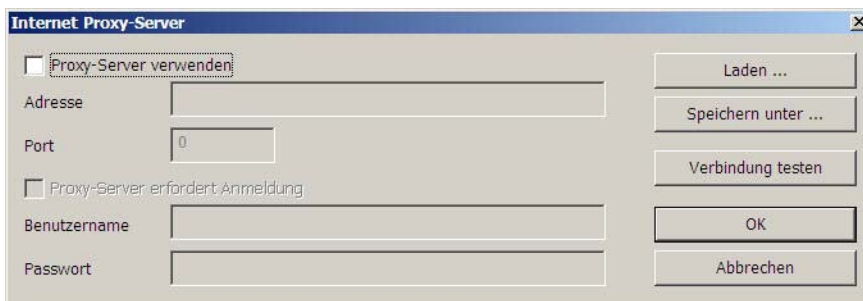 Internet Proxy-Server
Proxy-Server verwenden
Adresse
Port
0
Proxy-Server erfordert Anmeldung
Benutzername
Passwort
Laden ...
Speichern unter ...
Verbindung testen
OK
Abbrechen